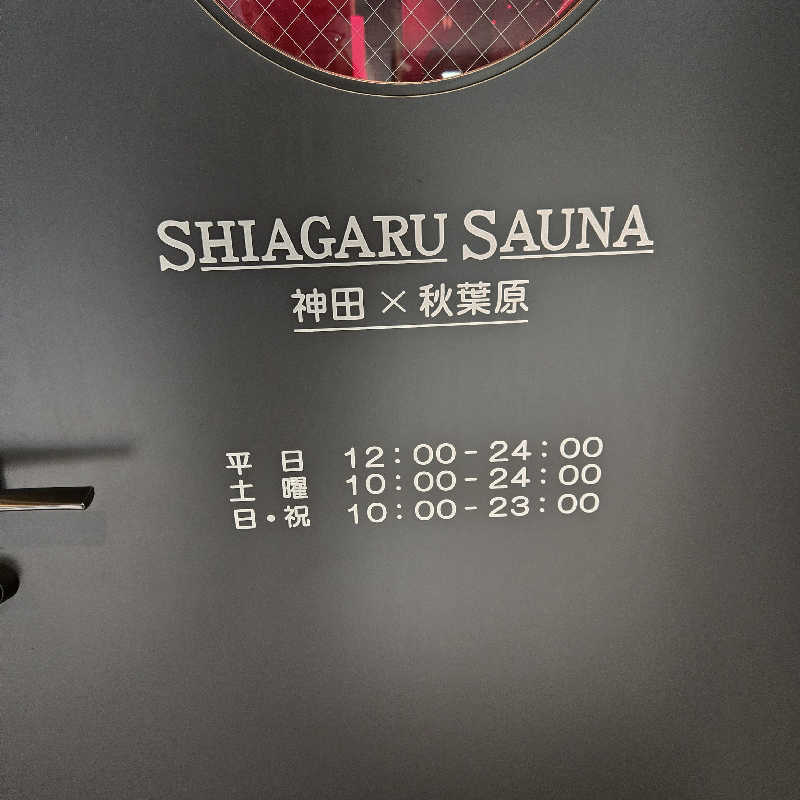 SHIAGARU SAUNA
神田 × 秋葉原
平日 12:00-24:00
土曜 10:00-24:00
日・祝 10:00-23:00